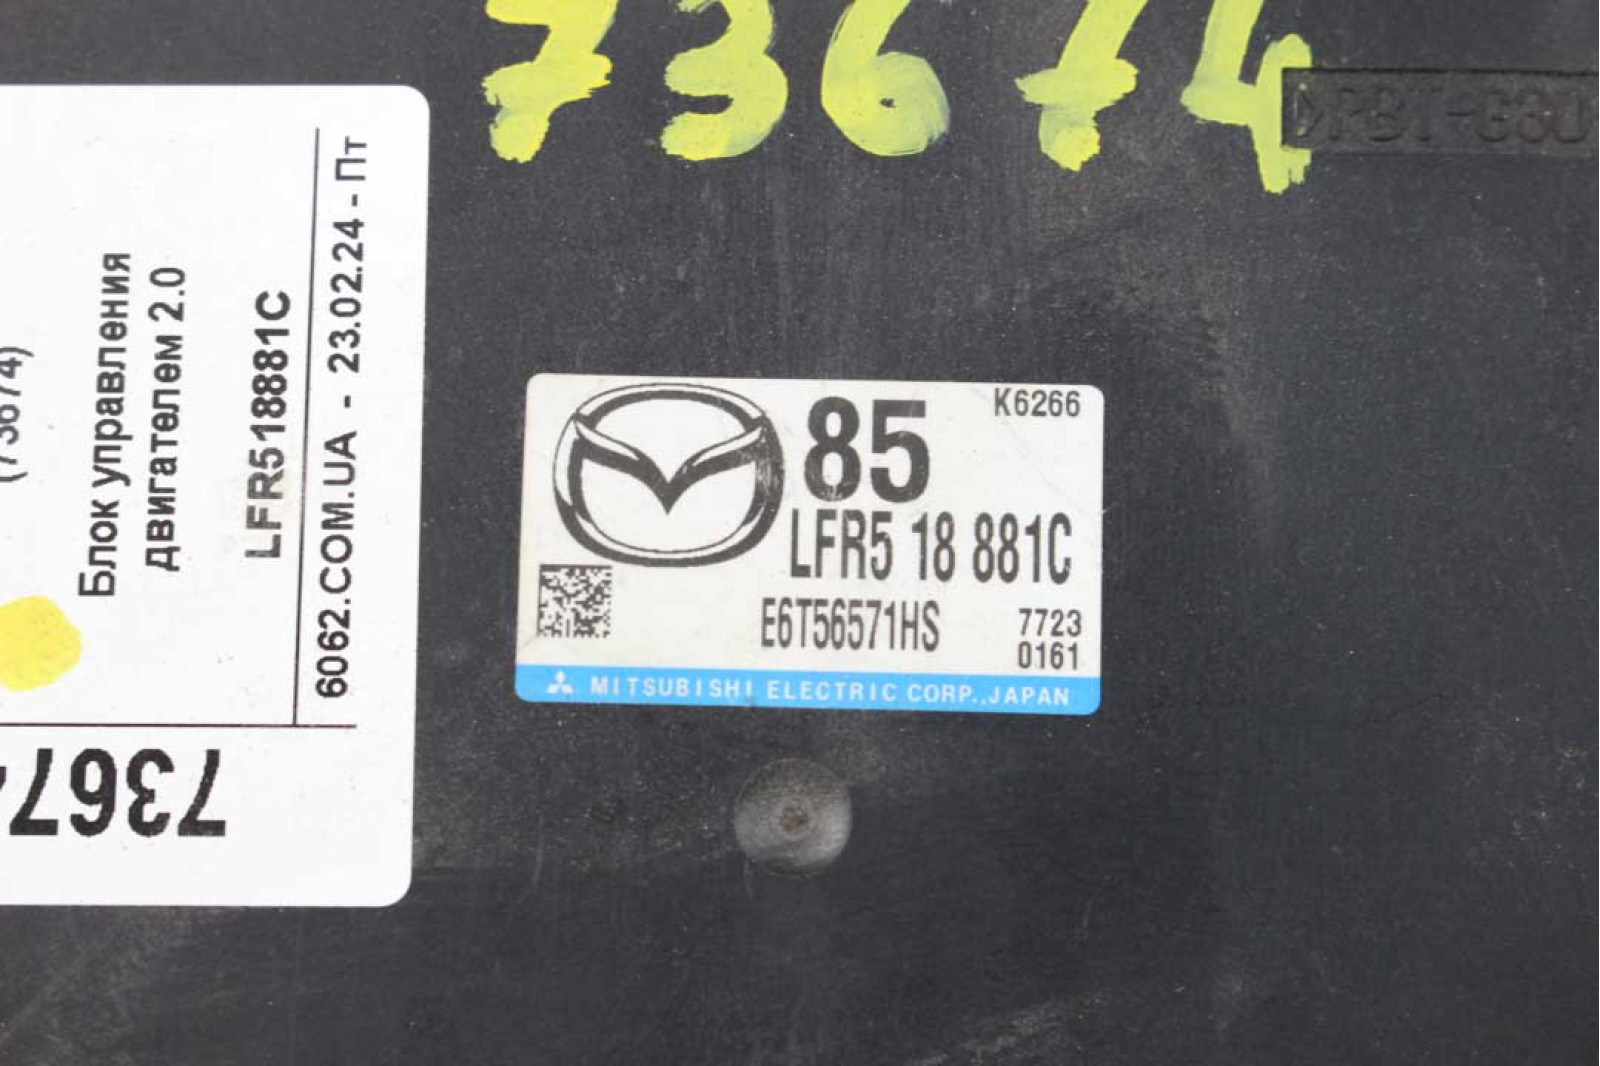 73674
85
K6266
LFR5 18 881C
E6T56571HS
7723
0161
MITSUBISHI ELECTRIC CORP.,JAPAN
Блок управления
двигателем 2.0
LFR518881C
6062.COM.UA - 23.02.24 - Пт